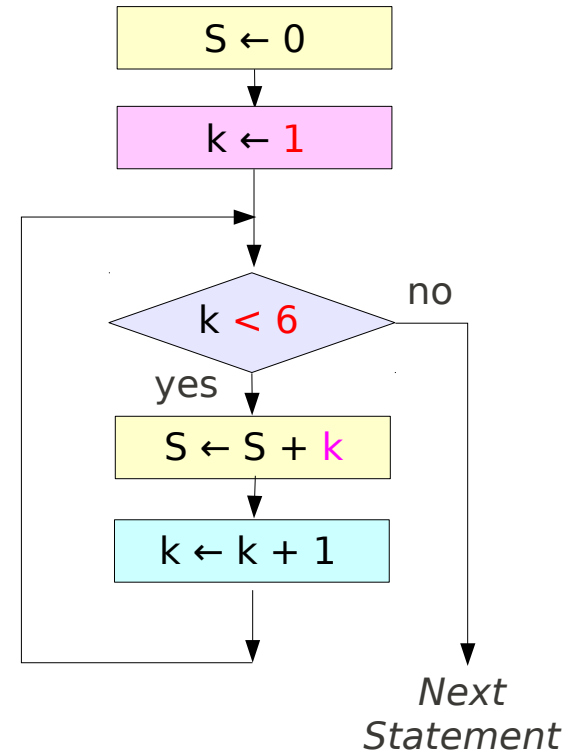 S ← 0
k ← 1
k < 6
no
yes
S ← S + k
k ← k + 1
Next
Statement